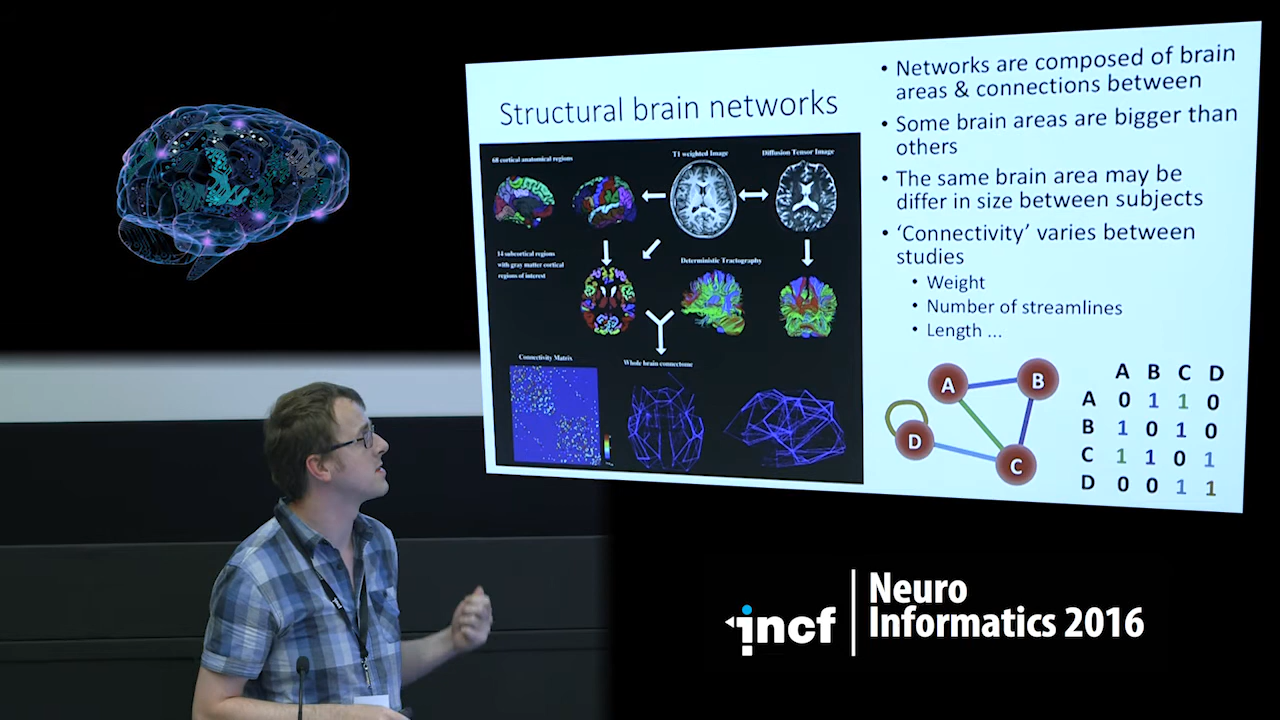 Structural brain networks
68 cortical anatomical regions
T1 weighted Image
Diffusion Tensor Image
14 subcortical regions
with gray matter cortical
regions of interest
Deterministic Tractography
Connectivity Matrix
Whole brain connectome
• Networks are composed of brain
areas & connections between
• Some brain areas are bigger than
others
• The same brain area may be
differ in size between subjects
• ‘Connectivity’ varies between
studies
• Weight
• Number of streamlines
• Length ...
A
B
C
D
A B C D
A 0 1 1 0
B 1 0 1 0
C 1 1 0 1
D 0 0 1 1
incf
Neuro
Informatics 2016